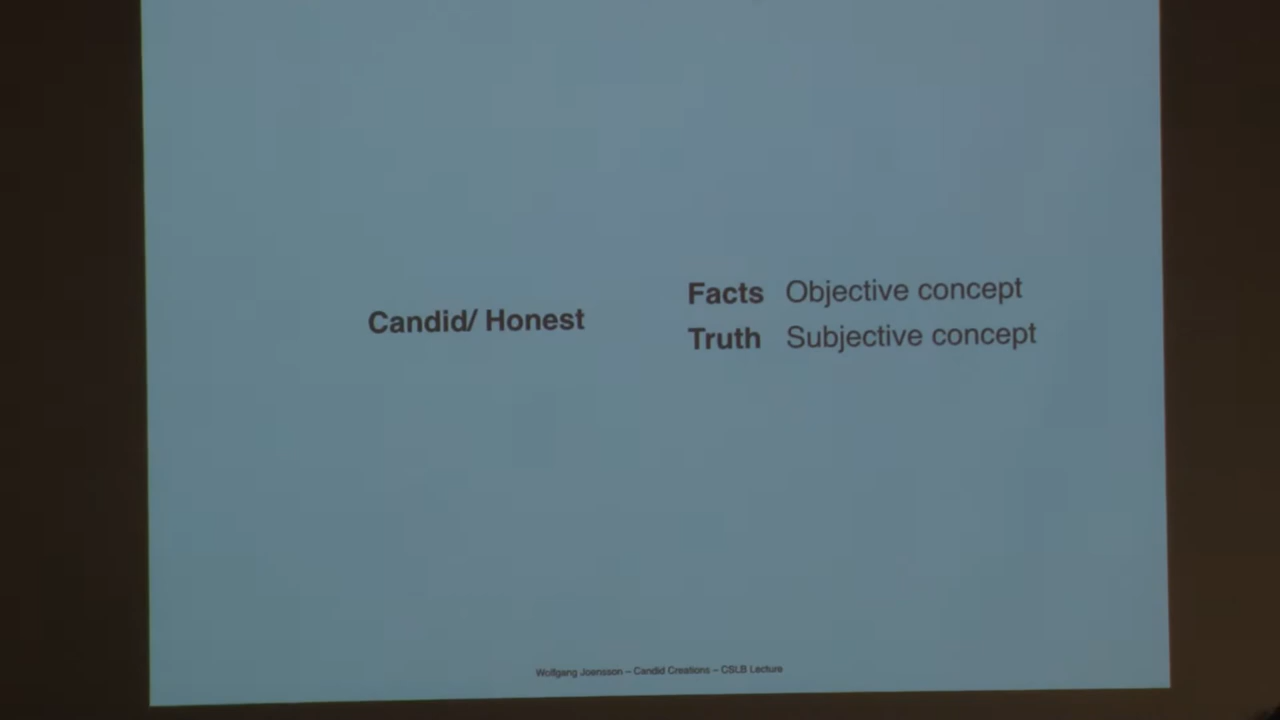 Candid/ Honest
Facts Objective concept
Truth Subjective concept
Wolfgang Joensson – Candid Creations – CSLB Lecture